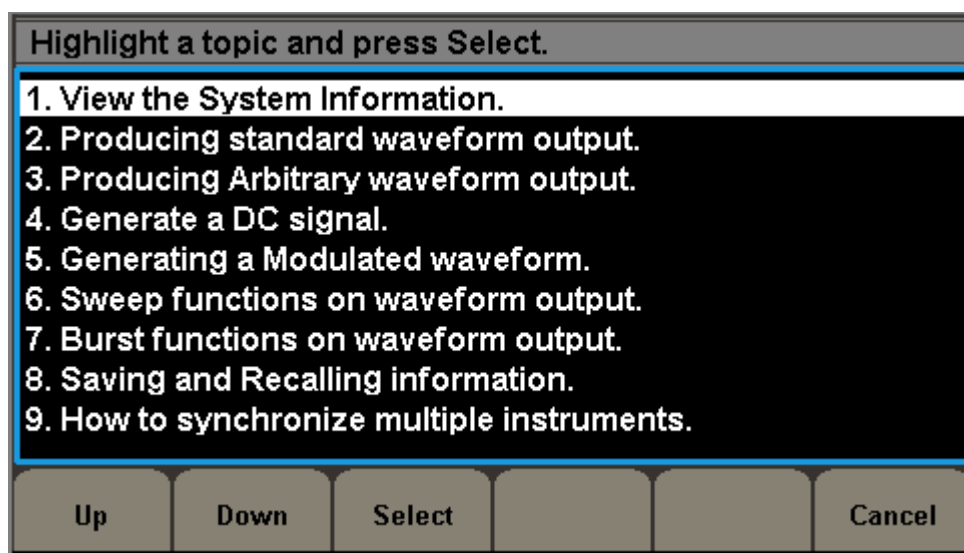 Highlight a topic and press Select.
1. View the System Information.
2. Producing standard waveform output.
3. Producing Arbitrary waveform output.
4. Generate a DC signal.
5. Generating a Modulated waveform.
6. Sweep functions on waveform output.
7. Burst functions on waveform output.
8. Saving and Recalling information.
9. How to synchronize multiple instruments.
Up Down Select Cancel